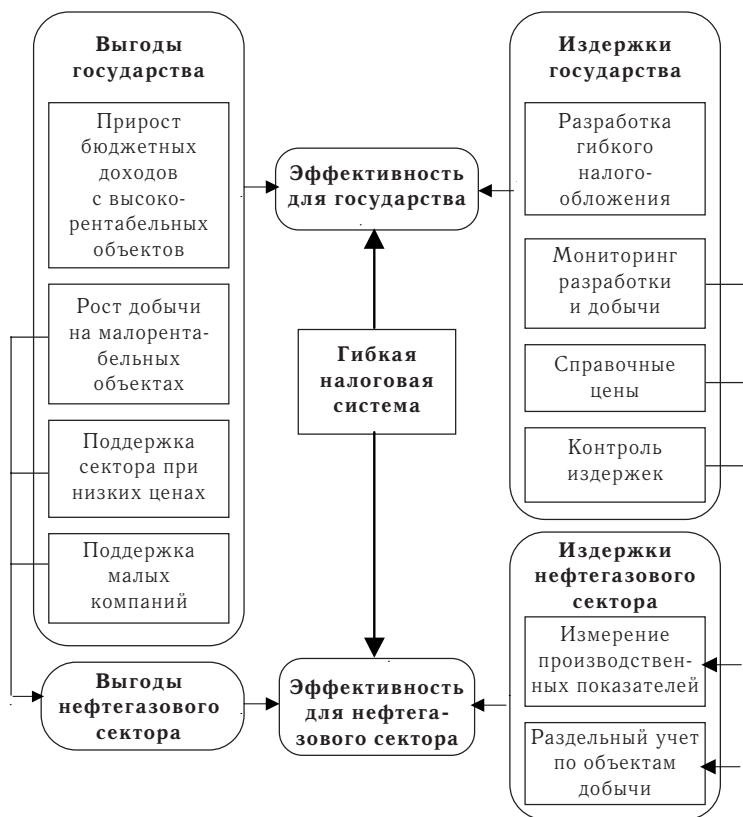 Выгоды
государства
Прирост
бюджетных
доходов
с высоко-
рентабельных
объектов
Рост добычи
на малорента-
бельных
объектах
Поддержка
сектора при
низких ценах
Поддержка
малых
компаний
Выгоды
нефтегазового
сектора
Эффективность
для государства
Гибкая
налоговая
система
Эффективность
для нефтега-
зового сектора
Издержки
государства
Разработка
гибкого
налого-
обложения
Мониторинг
разработки
и добычи
Справочные
цены
Контроль
издержек
Издержки
нефтегазового
сектора
Измерение
производствен-
ных показателей
Раздельный учет
по объектам
добычи